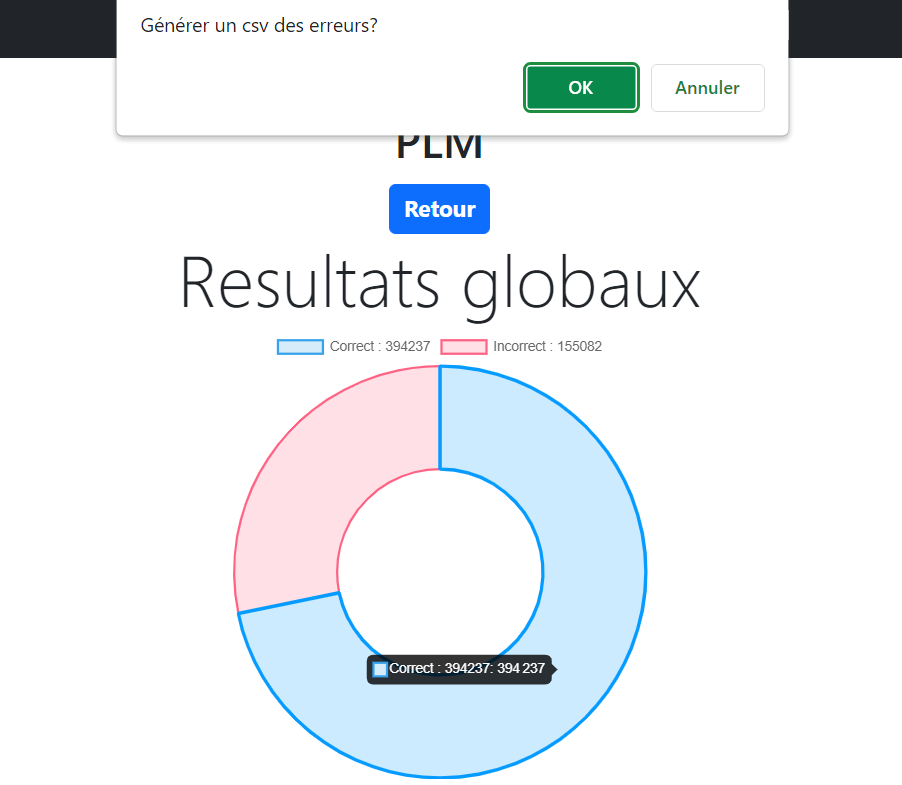 Générer un csv des erreurs?
OK Annuler
PLM
Retour
Resultats globaux
Correct : 394237 Incorrect : 155082
Correct : 394237: 394 237